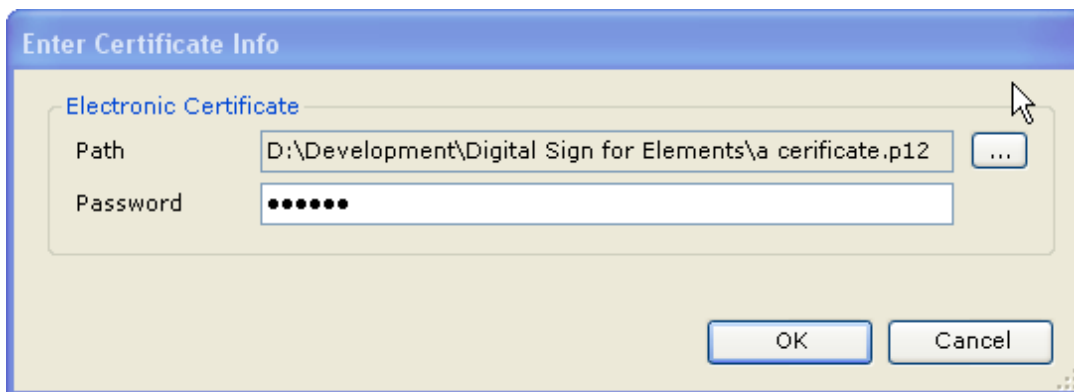 Enter Certificate Info
Electronic Certificate
Path D:\Development\Digital Sign for Elements\a cerificate.p12 ...
Password ••••••
OK Cancel